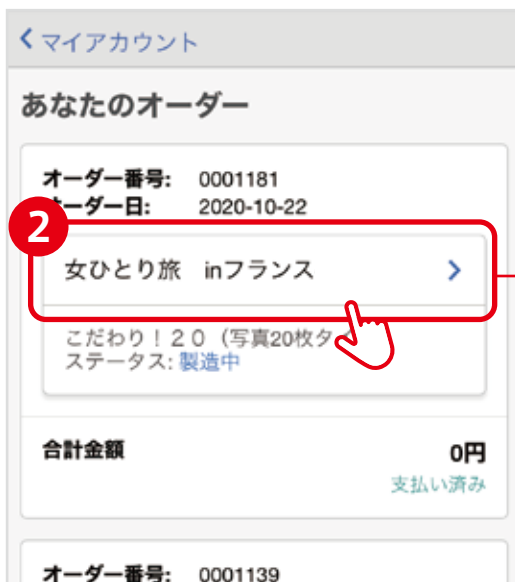 マイアカウント
あなたのオーダー
オーダー番号: 0001181
ーダー日: 2020-10-22
2
女ひとり旅 inフランス
こだわり!20(写真20枚タ
ステータス: 製造中
合計金額 0円
支払い済み
オーダー番号: 0001139